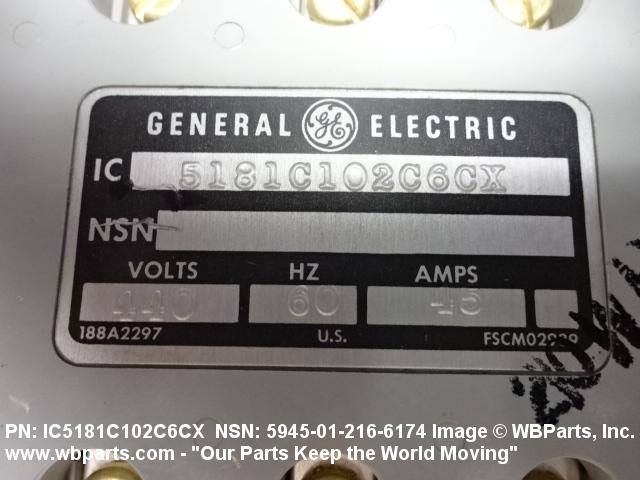 GENERAL GE ELECTRIC
IC 5181C102C6CX
NSN
VOLTS HZ AMPS
440 60 45
188A2297 U.S.
PN: IC5181C102C6CX NSN: 5945-01-216-6174 Image © WBParts, Inc.
www.wbparts.com - "Our Parts Keep the World Moving"